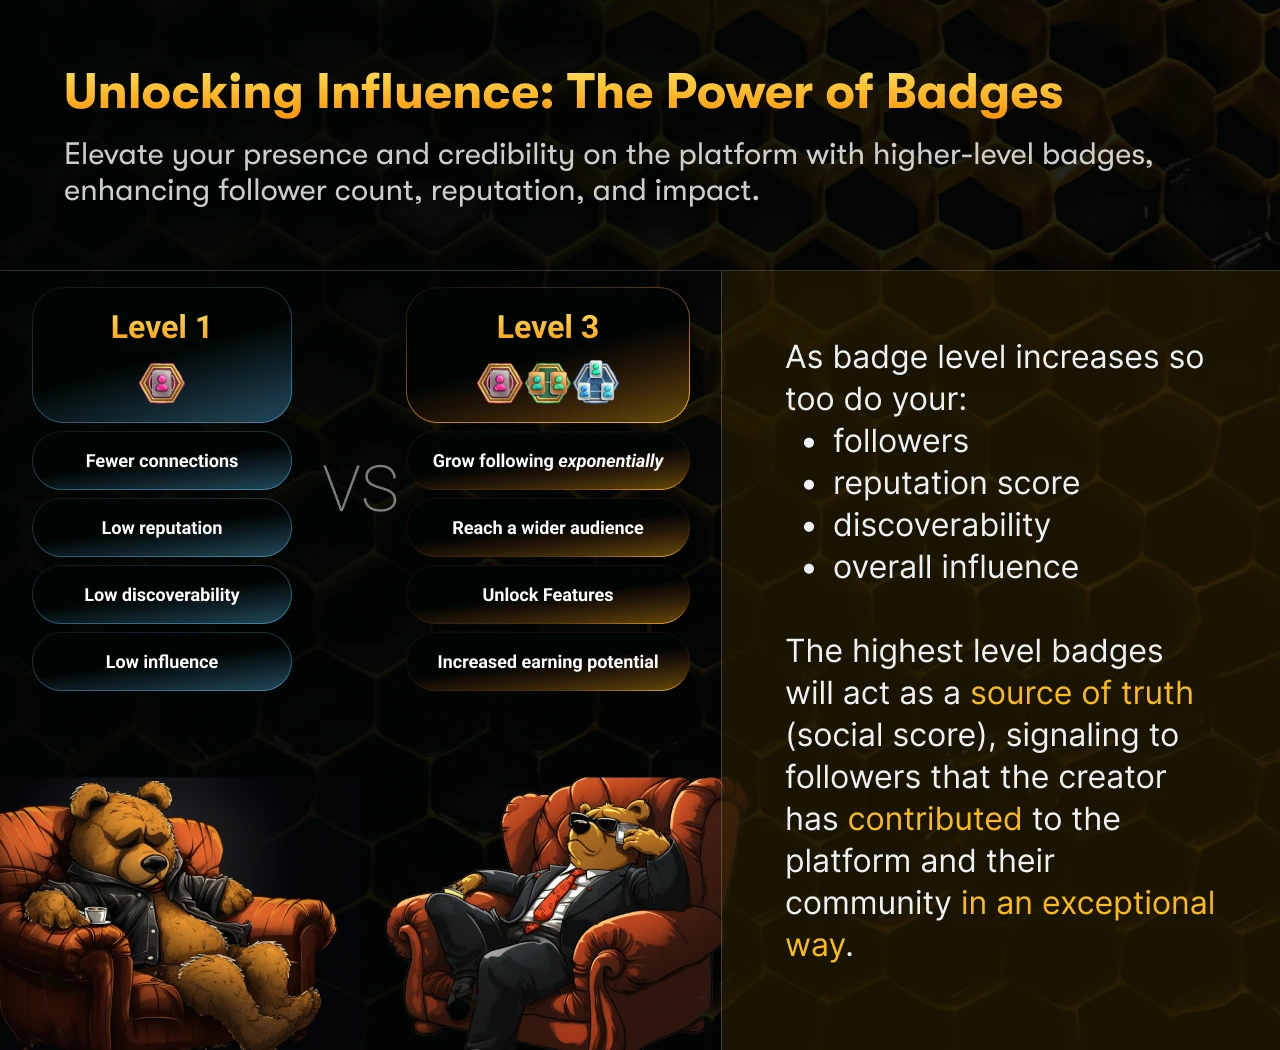 Unlocking Influence: The Power of Badges
Elevate your presence and credibility on the platform with higher-level badges,
enhancing follower count, reputation, and impact.
Level 1
Fewer connections
Low reputation
Low discoverability
Low influence
VS
Level 3
Grow following exponentially
Reach a wider audience
Unlock Features
Increased earning potential
As badge level increases so
too do your:
• followers
• reputation score
• discoverability
• overall influence
The highest level badges
will act as a source of truth
(social score), signaling to
followers that the creator
has contributed to the
platform and their
community in an exceptional
way.